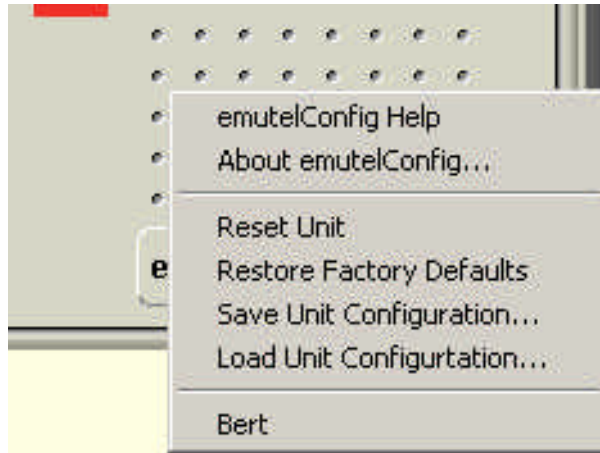 emutelConfig Help
About emutelConfig...
Reset Unit
Restore Factory Defaults
e
Save Unit Configuration...
Load Unit Configurtation...
Bert